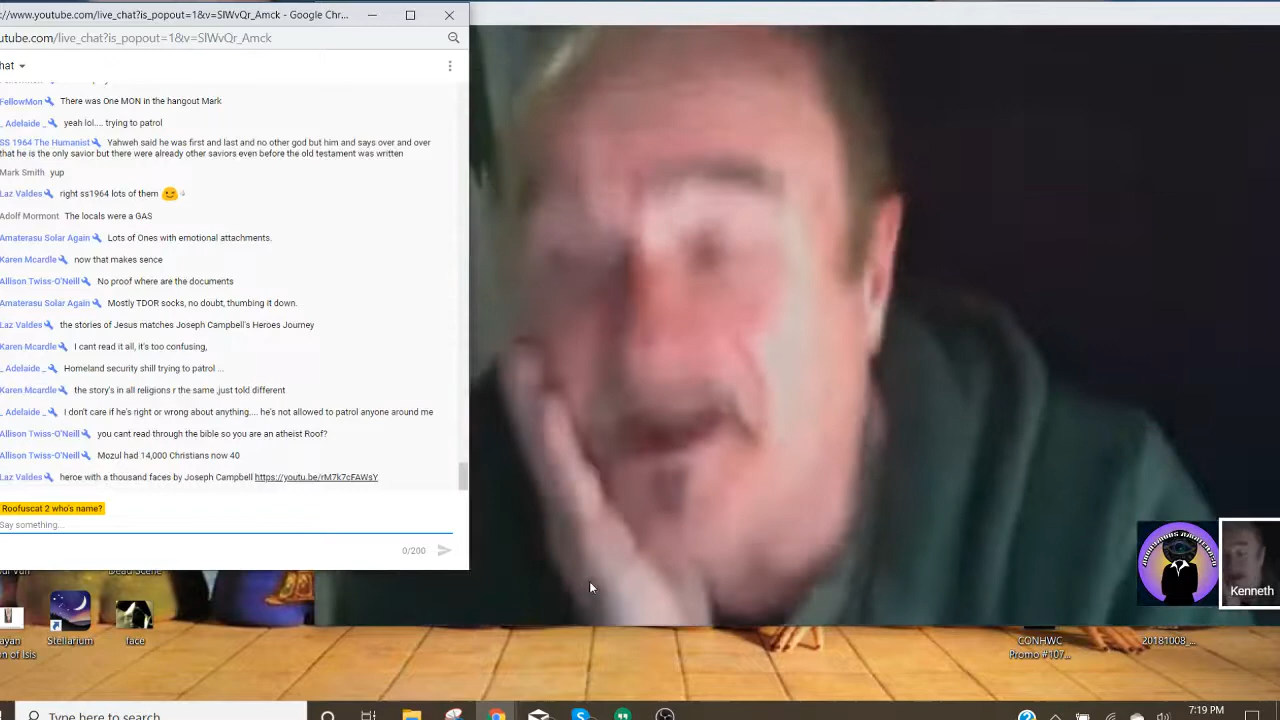 ://www.youtube.com/live_chat?is_popout=1&v=SlWvQr_Amck - Google Chr...
utube.com/live_chat?is_popout=1&v=SlWvQr_Amck
hat
FellowMon There was One MON in the hangout Mark
_ Adelaide _ yeah lol.... trying to patrol
SS 1964 The Humanist Yahweh said he was first and last and no other god but him and says over and over
that he is the only savior but there were already other saviors even before the old testament was written
Mark Smith yup
Laz Valdes right ss1964 lots of them
Adolf Mormont The locals were a GAS
Amaterasu Solar Again Lots of Ones with emotional attachments.
Karen Mcardle now that makes sence
Allison Twiss-O'Neill No proof where are the documents
Amaterasu Solar Again Mostly TDOR socks, no doubt, thumbing it down.
Laz Valdes the stories of Jesus matches Joseph Campbell's Heroes Journey
Karen Mcardle I cant read it all, it's too confusing,
_ Adelaide _ Homeland security shill trying to patrol ...
Karen Mcardle the story's in all religions r the same ,just told different
_ Adelaide _ I don't care if he's right or wrong about anything.... he's not allowed to patrol anyone around me
Allison Twiss-O'Neill you cant read through the bible so you are an atheist Roof?
Allison Twiss-O'Neill Mozul had 14,000 Christians now 40
Laz Valdes heroe with a thousand faces by Joseph Campbell https://youtu.be/rM7k7cFAWsY
Roofuscat 2 who's name?
Say something...
0/200
Dead Scene
Kenneth
ayan
on of Isis
Stellarium
face
CONHWC
Promo #107...
20181008_...
Type here to search
7:19 PM